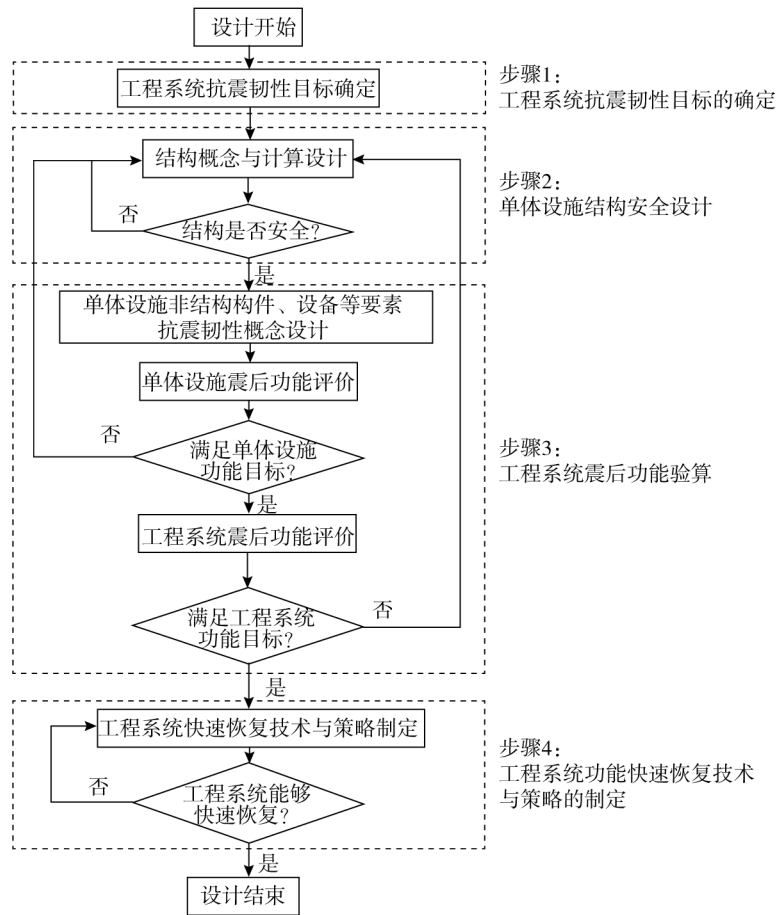 设计开始
步骤1：
工程系统抗震韧性目标确定
工程系统抗震韧性目标的确定
结构概念与计算设计
步骤2：
单体设施结构安全设计
否
结构是否安全？
是
单体设施非结构构件、设备等要素
抗震韧性概念设计
单体设施震后功能评价
否
满足单体设施
功能目标？
步骤3：
工程系统震后功能验算
是
工程系统震后功能评价
否
满足工程系统
功能目标？
是
工程系统快速恢复技术与策略制定
步骤4：
工程系统功能快速恢复技术
与策略的制定
否
工程系统能够
快速恢复？
是
设计结束